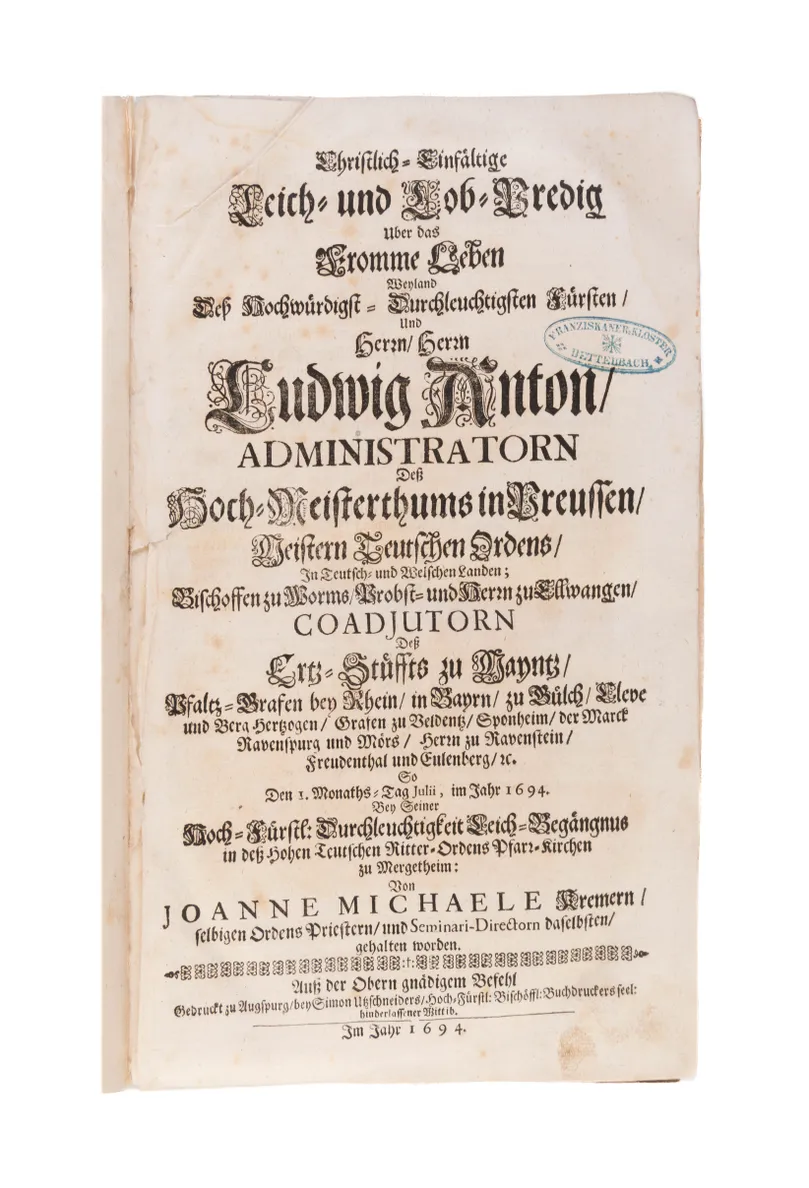 Christlich-Einfältige
Leich- und Lob-Predig
Uber das
Fromme Leben
Weyland
Deß Hochwürdigst-Durchleuchtigsten Fürsten/
Und
Herrn/ Herrn
Ludwig Anton/
ADMINISTRATORN
Deß
Hoch-Meisterthums in Preussen/
Meistern Teutschen Ordens/
In Teutsch- und Welschen Landen;
Bischoffen zu Worms/Probst- und Herrn zu Ellwangen/
COADJUTORN
Deß
Ertz-Stüffts zu Mayntz/
Pfaltz-Grafen bey Rhein/ in Bayrn/ zu Gülch/ Cleve
und Berg Hertzogen/ Grafen zu Veldentz/ Sponheim/ der Marck
Ravenspurg und Mörs/ Herrn zu Ravenstein/
Freudenthal und Eulenberg/ ꝛc.
So
Den 1. Monaths-Tag Julii, im Jahr 1694.
Bey Seiner
Hoch-Fürstl: Durchleuchtigkeit Leich-Begängnus
in deß Hohen Teutschen Ritter-Ordens Pfarr-Kirchen
zu Mergetheim:
Von
JOANNE MICHAELE Kremern/
selbigen Ordens Priestern/ und Seminari-Directorn daselbsten/
gehalten worden.
Auß der Obern gnädigem Befehl
Gedruckt zu Augspurg/ bey Simon Utzschneiders/ Hoch-Fürstl: Bischöffl: Buchdruckers seel:
hinderlassener Wittib.
Im Jahr 1694.
FRANZISKANER-KLOSTER
DETTELBACH